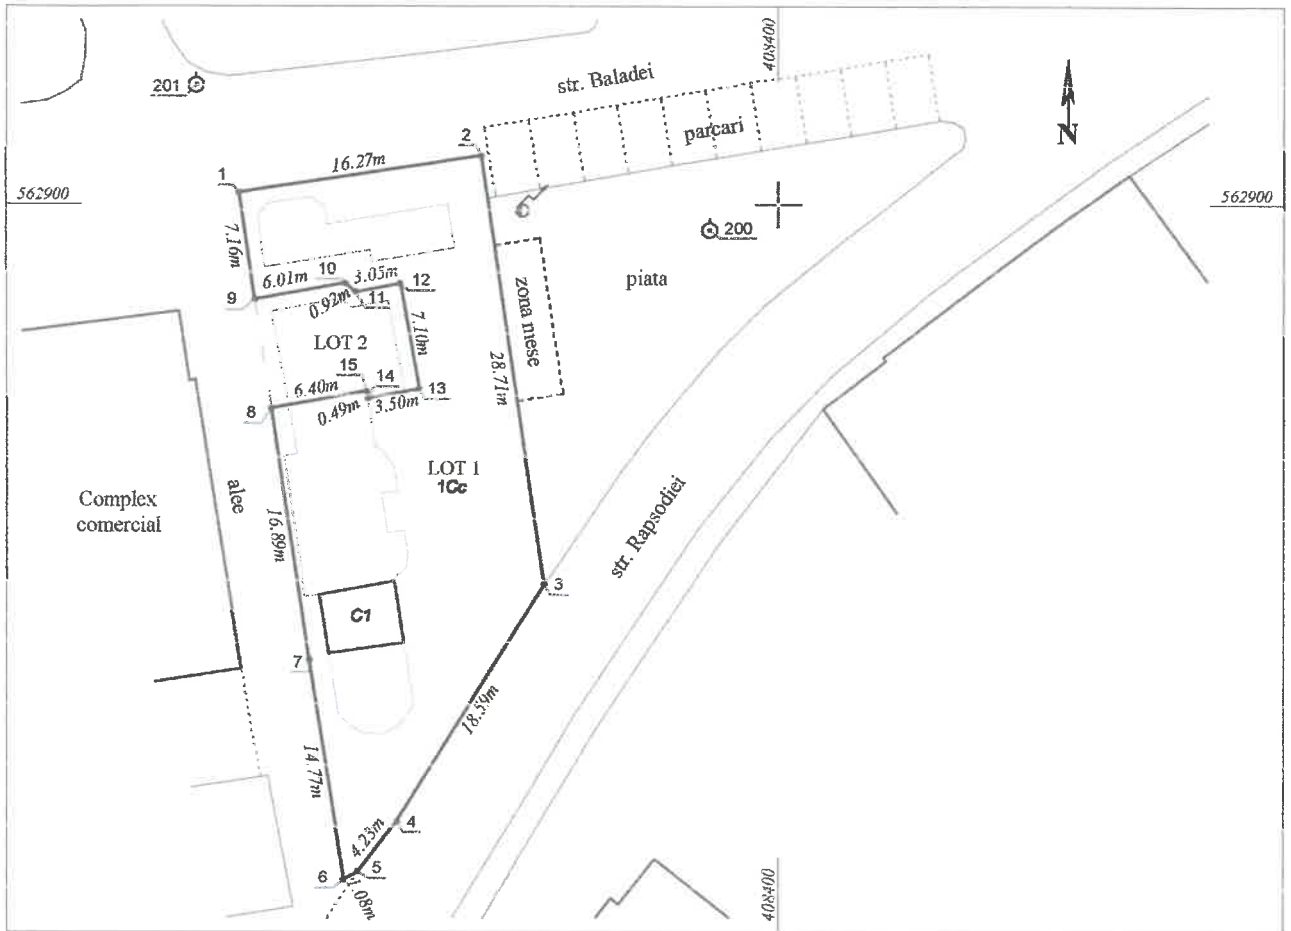 408400
str. Baladei
201
parcari
N
2
16.27m
1
562900
562900
200
7.16m
10
3.05m
6.01m
12
piata
9
0.92m
11
zona mese
7.10m
LOT 2
28.71m
15
14
6.40m
13
8
0.49m
3.50m
LOT 1
1Cc
alee
Complex
comercial
16.89m
str. Rapsodiei
3
C1
7
18.59m
14.77m
4
4.23m
5
6
1.08m
408400